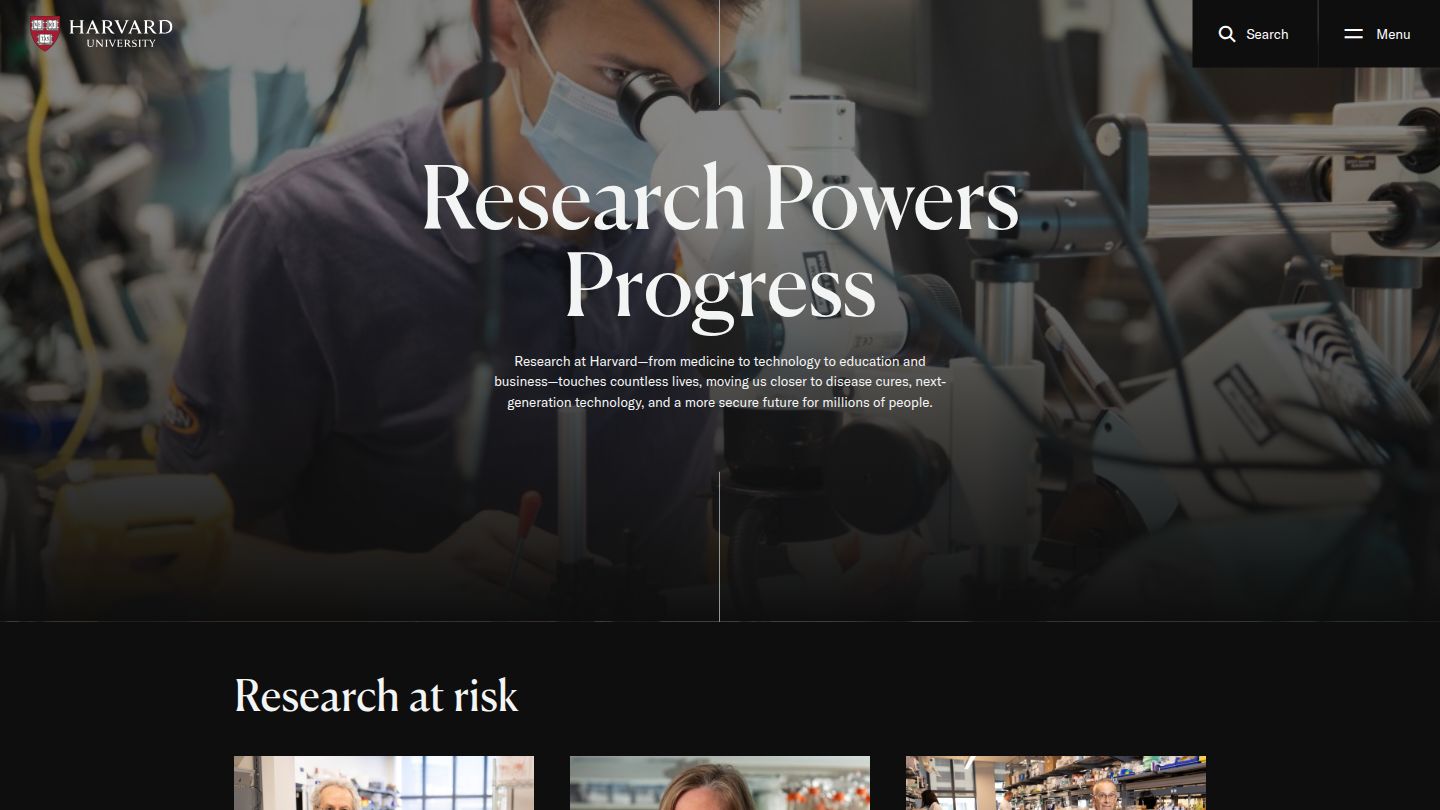 HARVARD
UNIVERSITY
Search
Menu
Research Powers
Progress
Research at Harvard—from medicine to technology to education and
business—touches countless lives, moving us closer to disease cures, next-
generation technology, and a more secure future for millions of people.
Research at risk